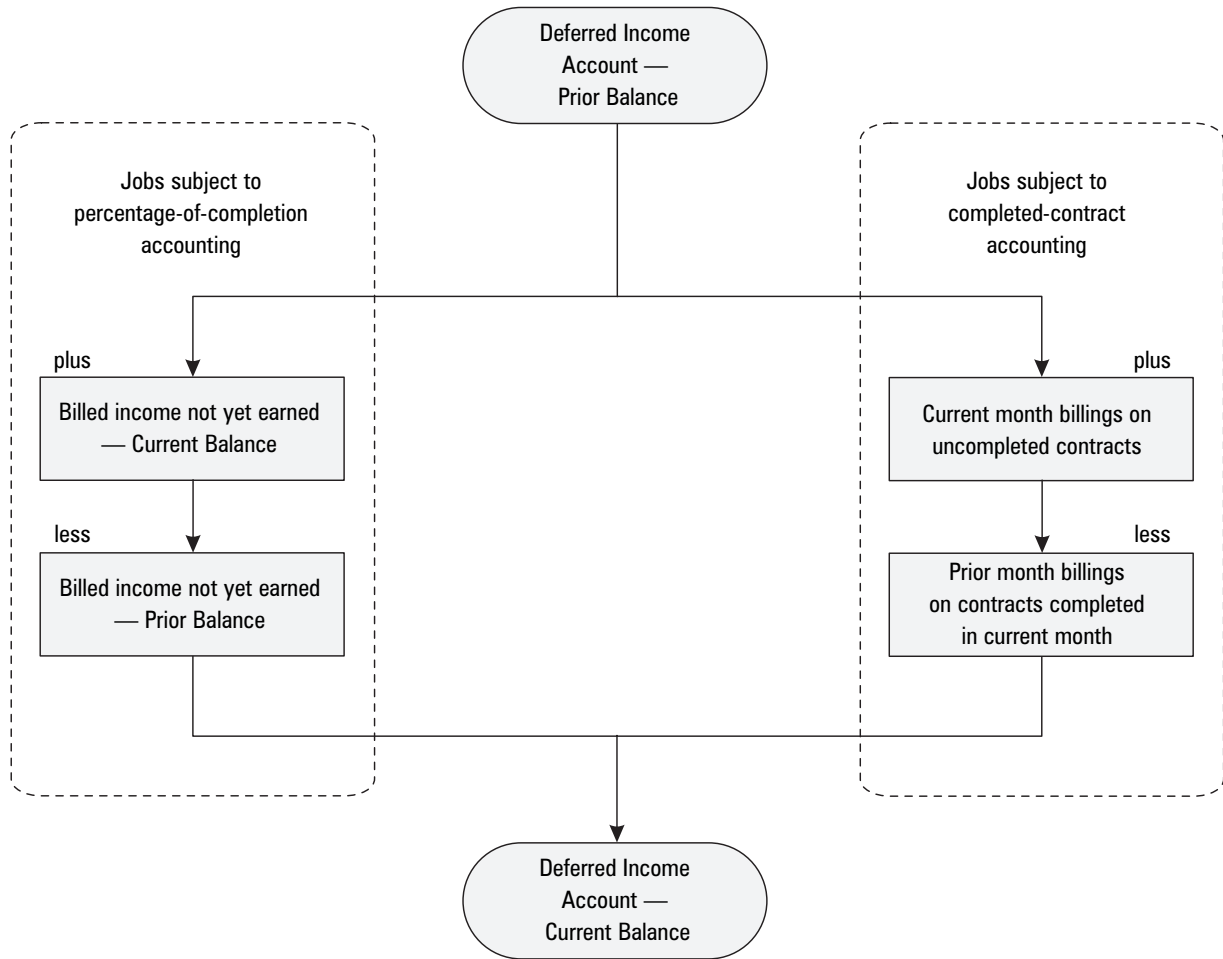 Deferred Income
Account —
Prior Balance
Jobs subject to
percentage-of-completion
accounting
Jobs subject to
completed-contract
accounting
plus
Billed income not yet earned
— Current Balance
less
Billed income not yet earned
— Prior Balance
plus
Current month billings on
uncompleted contracts
less
Prior month billings
on contracts completed
in current month
Deferred Income
Account —
Current Balance